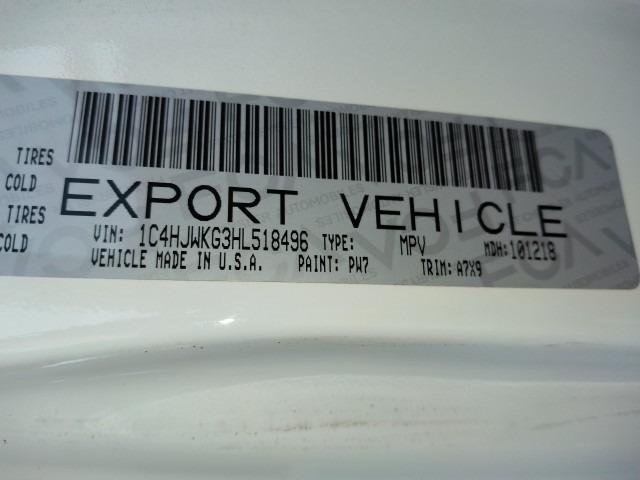 TIRES
COLD
TIRES
COLD
EXPORT VEHICLE
VIN: 1C4HJWKG3HL518496 TYPE: MPV MDH: 101218
VEHICLE MADE IN U.S.A. PAINT: PW7 TRIM: A7X9
AUTOMOBILES